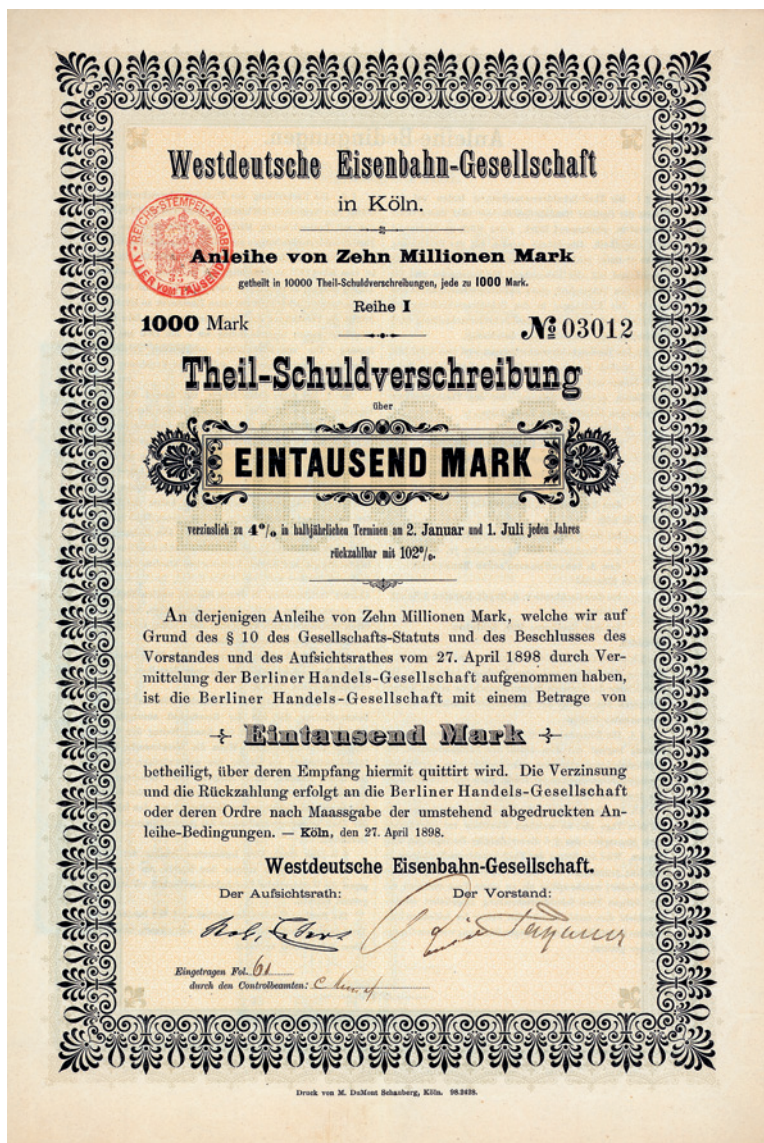 Westdeutsche Eisenbahn-Gesellschaft
in Köln.
REICHS-STEMPEL-ABGABE
VIER VOM TAUSEND
Anleihe von Zehn Millionen Mark
getheilt in 10000 Theil-Schuldverschreibungen, jede zu 1000 Mark.
Reihe I
1000 Mark
No 03012
Theil-Schuldverschreibung
über
EINTAUSEND MARK
verzinslich zu 4% in halbjährlichen Terminen am 2. Januar und 1. Juli jeden Jahres
rückzahlbar mit 102%.
An derjenigen Anleihe von Zehn Millionen Mark, welche wir auf
Grund des § 10 des Gesellschafts-Statuts und des Beschlusses des
Vorstandes und des Aufsichtsrathes vom 27. April 1898 durch Ver-
mittelung der Berliner Handels-Gesellschaft aufgenommen haben,
ist die Berliner Handels-Gesellschaft mit einem Betrage von
Eintausend Mark
betheiligt, über deren Empfang hiermit quittirt wird. Die Verzinsung
und die Rückzahlung erfolgt an die Berliner Handels-Gesellschaft
oder deren Ordre nach Maassgabe der umstehend abgedruckten An-
leihe-Bedingungen. — Köln, den 27. April 1898.
Westdeutsche Eisenbahn-Gesellschaft.
Der Aufsichtsrath:
Der Vorstand:
Eingetragen Fol. 61
durch den Controlbeamten:
Druck von M. DuMont Schauberg, Köln. 98.2438.